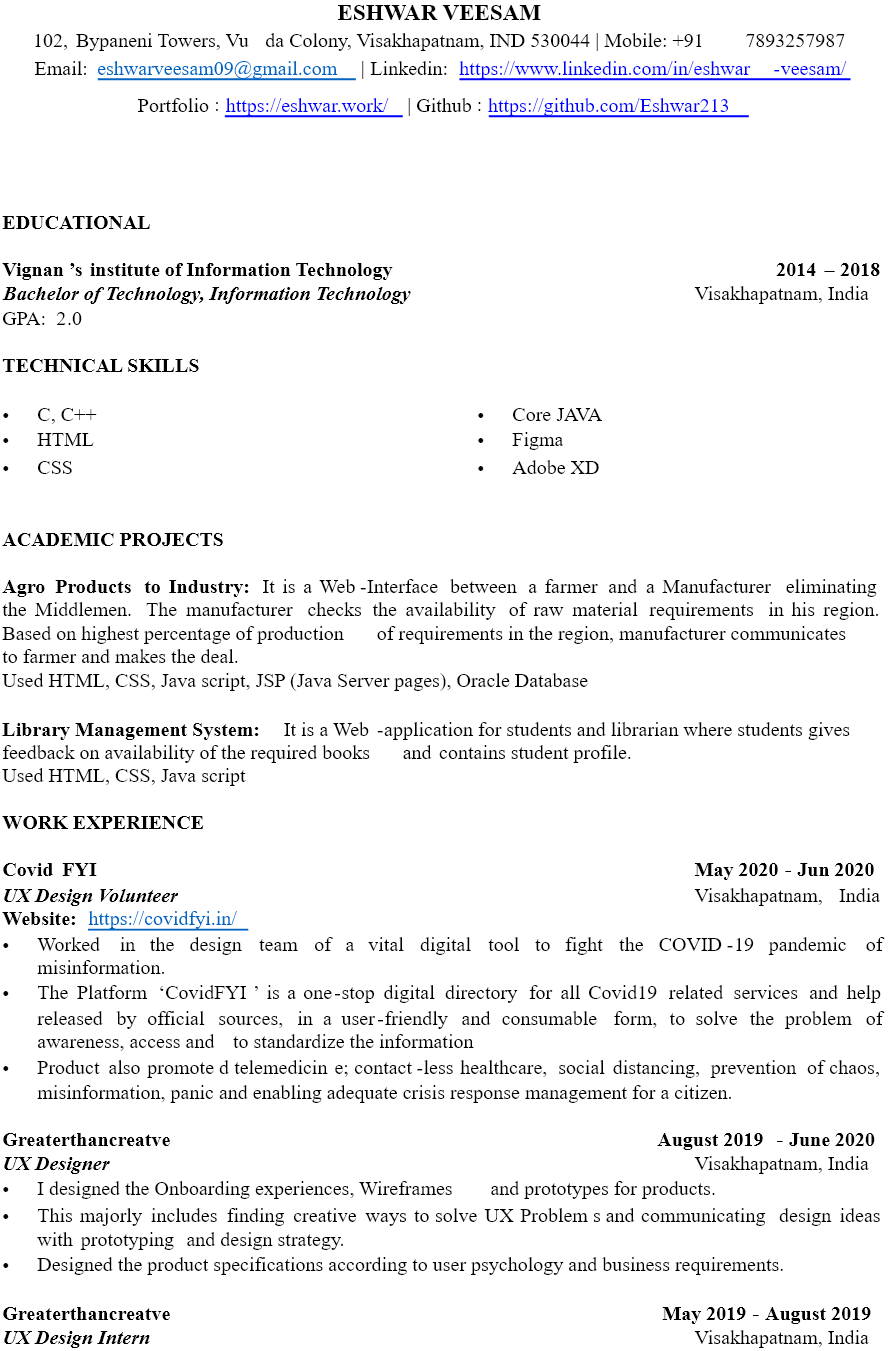 ESHWAR VEESAM
102, Bypaneni Towers, Vu da Colony, Visakhapatnam, IND 530044 | Mobile: +91 7893257987
Email: eshwarveesam09@gmail.com | Linkedin: https://www.linkedin.com/in/eshwar -veesam/
Portfolio : https://eshwar.work/ | Github : https://github.com/Eshwar213
EDUCATIONAL
Vignan ’s institute of Information Technology 2014 – 2018
Bachelor of Technology, Information Technology Visakhapatnam, India
GPA: 2.0
TECHNICAL SKILLS
• C, C++ • Core JAVA
• HTML • Figma
• CSS • Adobe XD
ACADEMIC PROJECTS
Agro Products to Industry: It is a Web -Interface between a farmer and a Manufacturer eliminating
the Middlemen. The manufacturer checks the availability of raw material requirements in his region.
Based on highest percentage of production of requirements in the region, manufacturer communicates
to farmer and makes the deal.
Used HTML, CSS, Java script, JSP (Java Server pages), Oracle Database
Library Management System: It is a Web -application for students and librarian where students gives
feedback on availability of the required books and contains student profile.
Used HTML, CSS, Java script
WORK EXPERIENCE
Covid FYI May 2020 - Jun 2020
UX Design Volunteer Visakhapatnam, India
Website: https://covidfyi.in/
• Worked in the design team of a vital digital tool to fight the COVID -19 pandemic of
misinformation.
• The Platform ‘CovidFYI ’ is a one-stop digital directory for all Covid19 related services and help
released by official sources, in a user-friendly and consumable form, to solve the problem of
awareness, access and to standardize the information
• Product also promote d telemedicin e; contact -less healthcare, social distancing, prevention of chaos,
misinformation, panic and enabling adequate crisis response management for a citizen.
Greaterthancreatve August 2019 - June 2020
UX Designer Visakhapatnam, India
• I designed the Onboarding experiences, Wireframes and prototypes for products.
• This majorly includes finding creative ways to solve UX Problem s and communicating design ideas
with prototyping and design strategy.
• Designed the product specifications according to user psychology and business requirements.
Greaterthancreatve May 2019 - August 2019
UX Design Intern Visakhapatnam, India